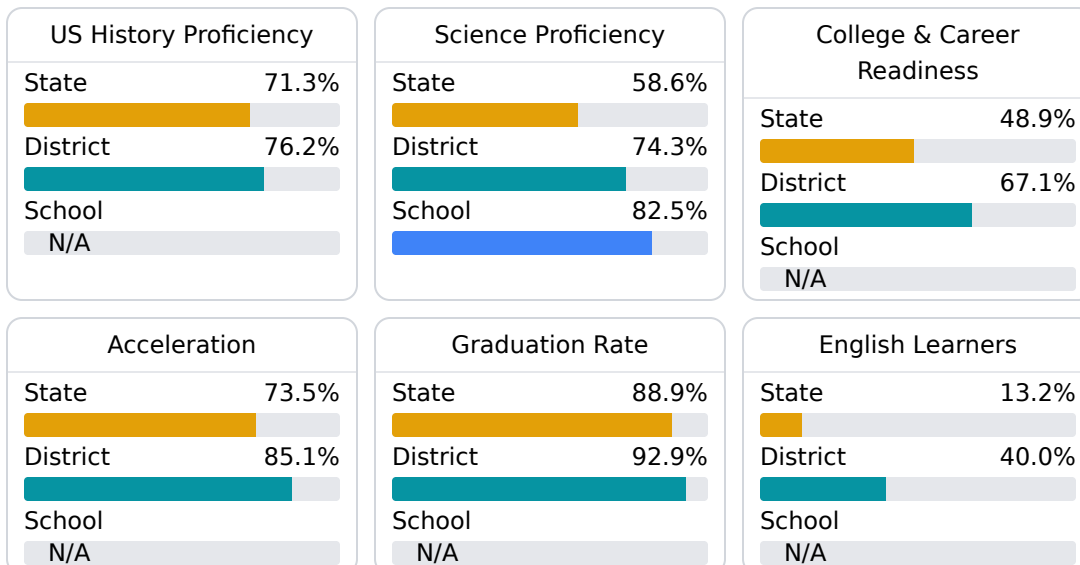 US History Proficiency
State 71.3%
District 76.2%
School
N/A
Science Proficiency
State 58.6%
District 74.3%
School 82.5%
College & Career
Readiness
State 48.9%
District 67.1%
School
N/A
Acceleration
State 73.5%
District 85.1%
School
N/A
Graduation Rate
State 88.9%
District 92.9%
School
N/A
English Learners
State 13.2%
District 40.0%
School
N/A